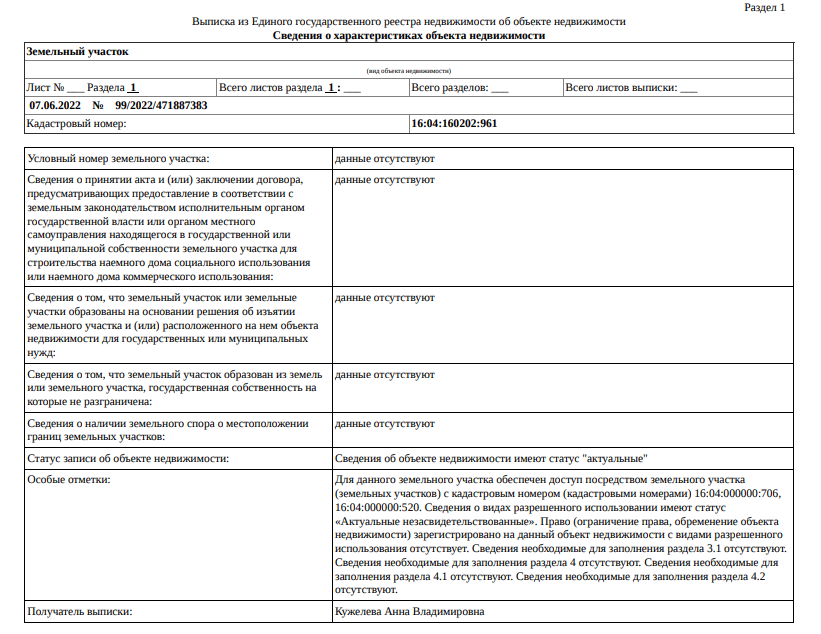 Раздел 1
Выписка из Единого государственного реестра недвижимости об объекте недвижимости
Сведения о характеристиках объекта недвижимости
Земельный участок
(вид объекта недвижимости)
Лист № ___ Раздела 1 Всего листов раздела 1 : ___ Всего разделов: ___ Всего листов выписки: ___
07.06.2022 № 99/2022/471887383
Кадастровый номер: 16:04:160202:961
Условный номер земельного участка: данные отсутствуют
Сведения о принятии акта и (или) заключении договора, данные отсутствуют
предусматривающих предоставление в соответствии с
земельным законодательством исполнительным органом
государственной власти или органом местного
самоуправления находящегося в государственной или
муниципальной собственности земельного участка для
строительства наемного дома социального использования
или наемного дома коммерческого использования:
Сведения о том, что земельный участок или земельные данные отсутствуют
участки образованы на основании решения об изъятии
земельного участка и (или) расположенного на нем объекта
недвижимости для государственных или муниципальных
нужд:
Сведения о том, что земельный участок образован из земель данные отсутствуют
или земельного участка, государственная собственность на
которые не разграничена:
Сведения о наличии земельного спора о местоположении данные отсутствуют
границ земельных участков:
Статус записи об объекте недвижимости: Сведения об объекте недвижимости имеют статус "актуальные"
Особые отметки: Для данного земельного участка обеспечен доступ посредством земельного участка
(земельных участков) с кадастровым номером (кадастровыми номерами) 16:04:000000:706,
16:04:000000:520. Сведения о видах разрешенного использовании имеют статус
«Актуальные незасвидетельствованные». Право (ограничение права, обременение объекта
недвижимости) зарегистрировано на данный объект недвижимости с видами разрешенного
использования отсутствует. Сведения необходимые для заполнения раздела 3.1 отсутствуют.
Сведения необходимые для заполнения раздела 4 отсутствуют. Сведения необходимые для
заполнения раздела 4.1 отсутствуют. Сведения необходимые для заполнения раздела 4.2
отсутствуют.
Получатель выписки: Кужелева Анна Владимировна